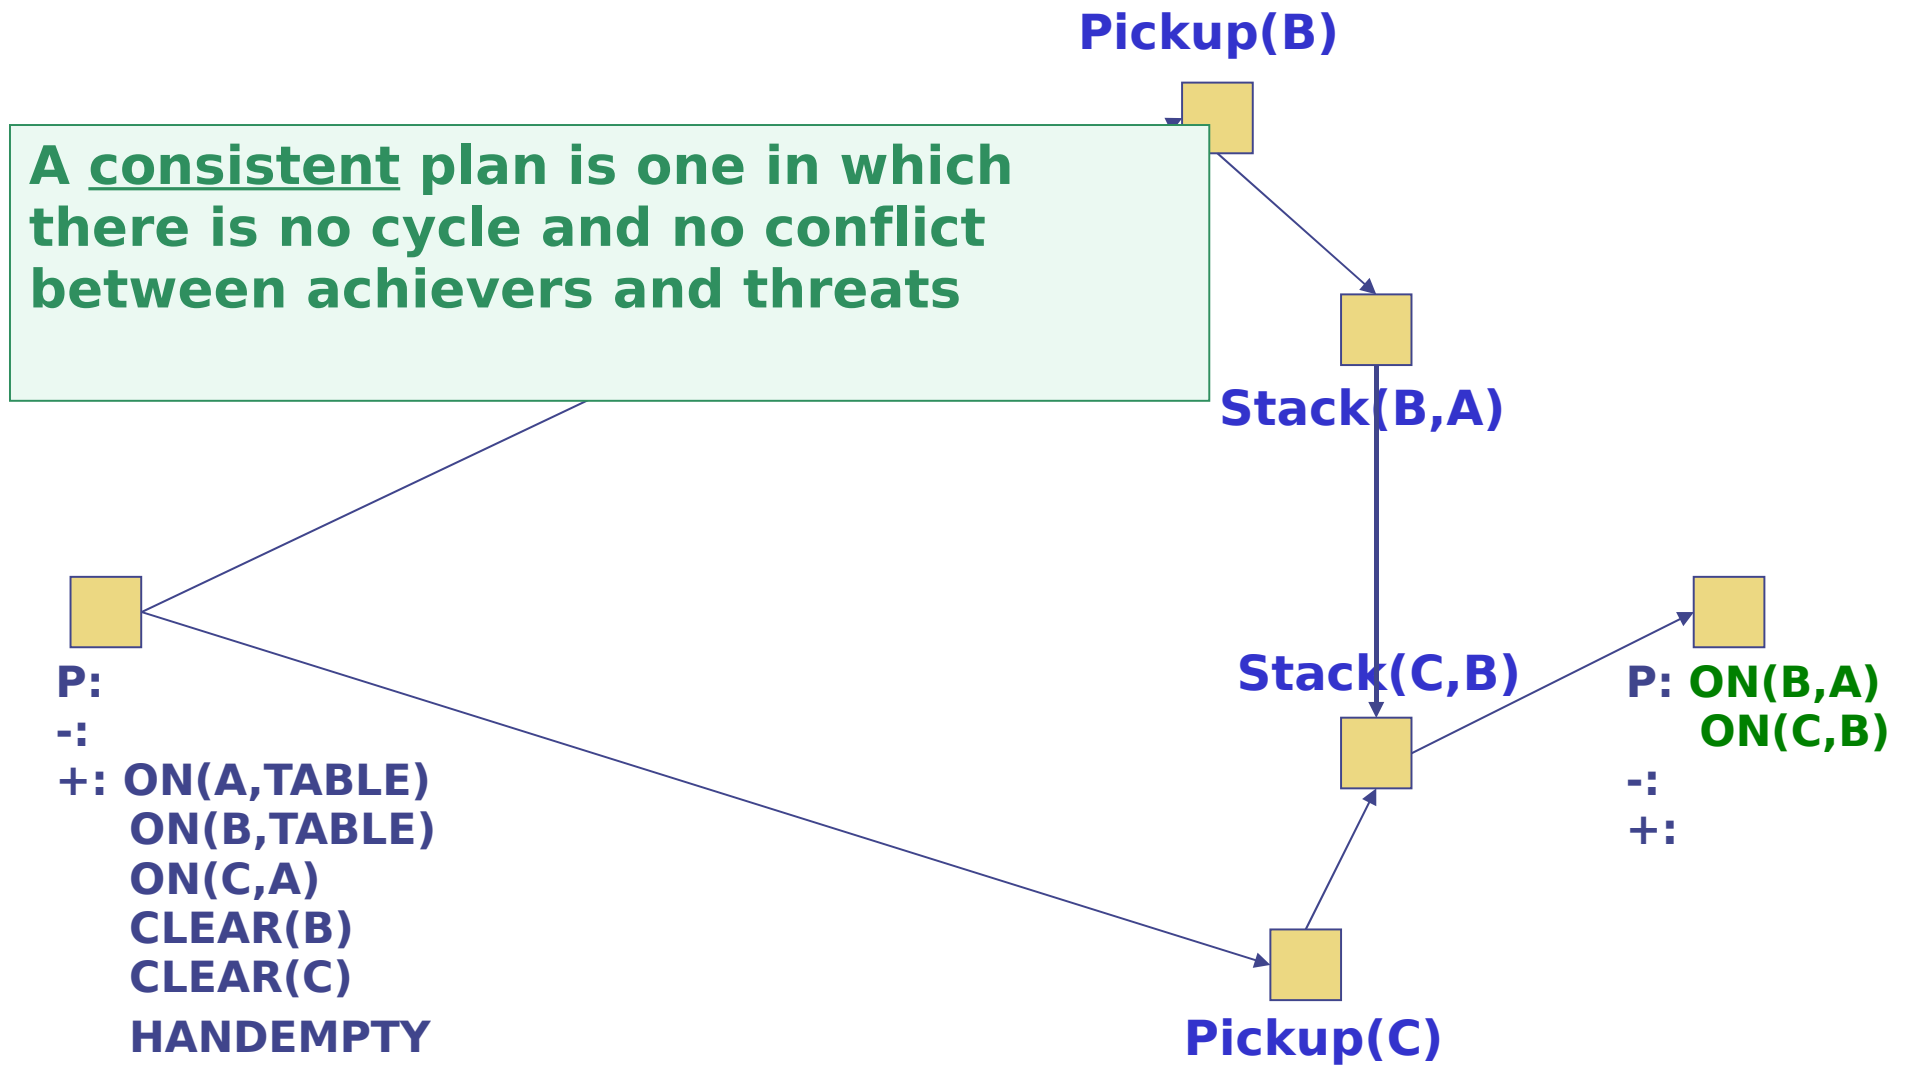 Pickup(B)
A consistent plan is one in which
there is no cycle and no conflict
between achievers and threats
Stack(B,A)
Stack(C,B)
P:
-:
+: ON(A,TABLE)
ON(B,TABLE)
ON(C,A)
CLEAR(B)
CLEAR(C)
HANDEMPTY
P: ON(B,A)
ON(C,B)
-:
+:
Pickup(C)